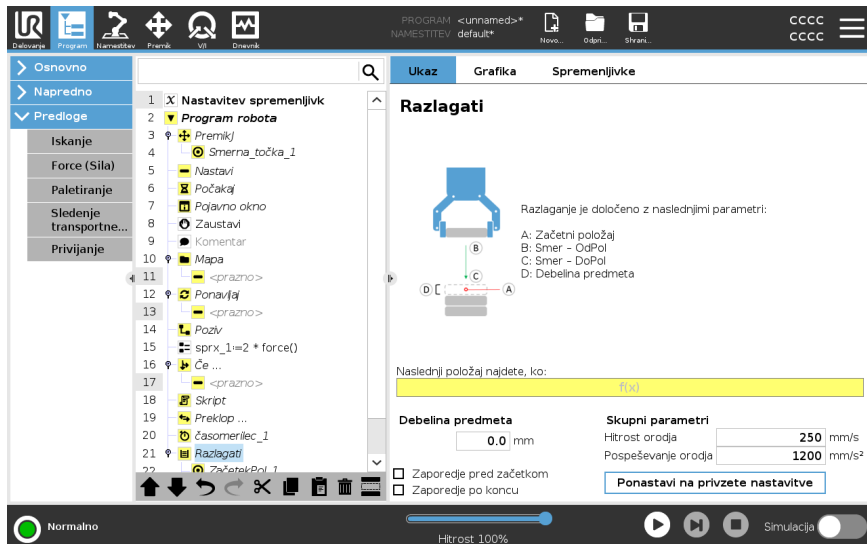 UR
Delovanje
Program
Namestitev
Premik
V/I
Dnevnik
PROGRAM <unnamed>*
NAMESTITEV default*
Novo...
Odpri...
Shrani...
CCCC
CCCC
Osnovno
Napredno
Predloge
Iskanje
Force (Sila)
Paletiranje
Sledenje
transportne...
Privijanje
1 X Nastavitev spremenljivk
2 Program robota
3 PremikJ
4 Smerna_točka_1
5 Nastavi
6 Počakaj
7 Pojavno okno
8 Zaustavi
9 Komentar
10 Mapa
11 <prazno>
12 Ponavljaj
13 <prazno>
14 Poziv
15 sprx_1:=2 * force()
16 Če ...
17 <prazno>
18 Skript
19 Preklop ...
20 časomerilec_1
21 Razlagati
22 ZačetekPol_1
Ukaz
Grafika
Spremenljivke
Razlagati
Razlaganje je določeno z naslednjimi parametri:
A: Začetni položaj
B: Smer – OdPol
C: Smer – DoPol
D: Debelina predmeta
B
C
D
A
Naslednji položaj najdete, ko:
f(x)
Debelina predmeta
0.0 mm
Zaporedje pred začetkom
Zaporedje po koncu
Skupni parametri
Hitrost orodja 250 mm/s
Pospeševanje orodja 1200 mm/s²
Ponastavi na privzete nastavitve
Normalno
Hitrost 100%
Simulacija